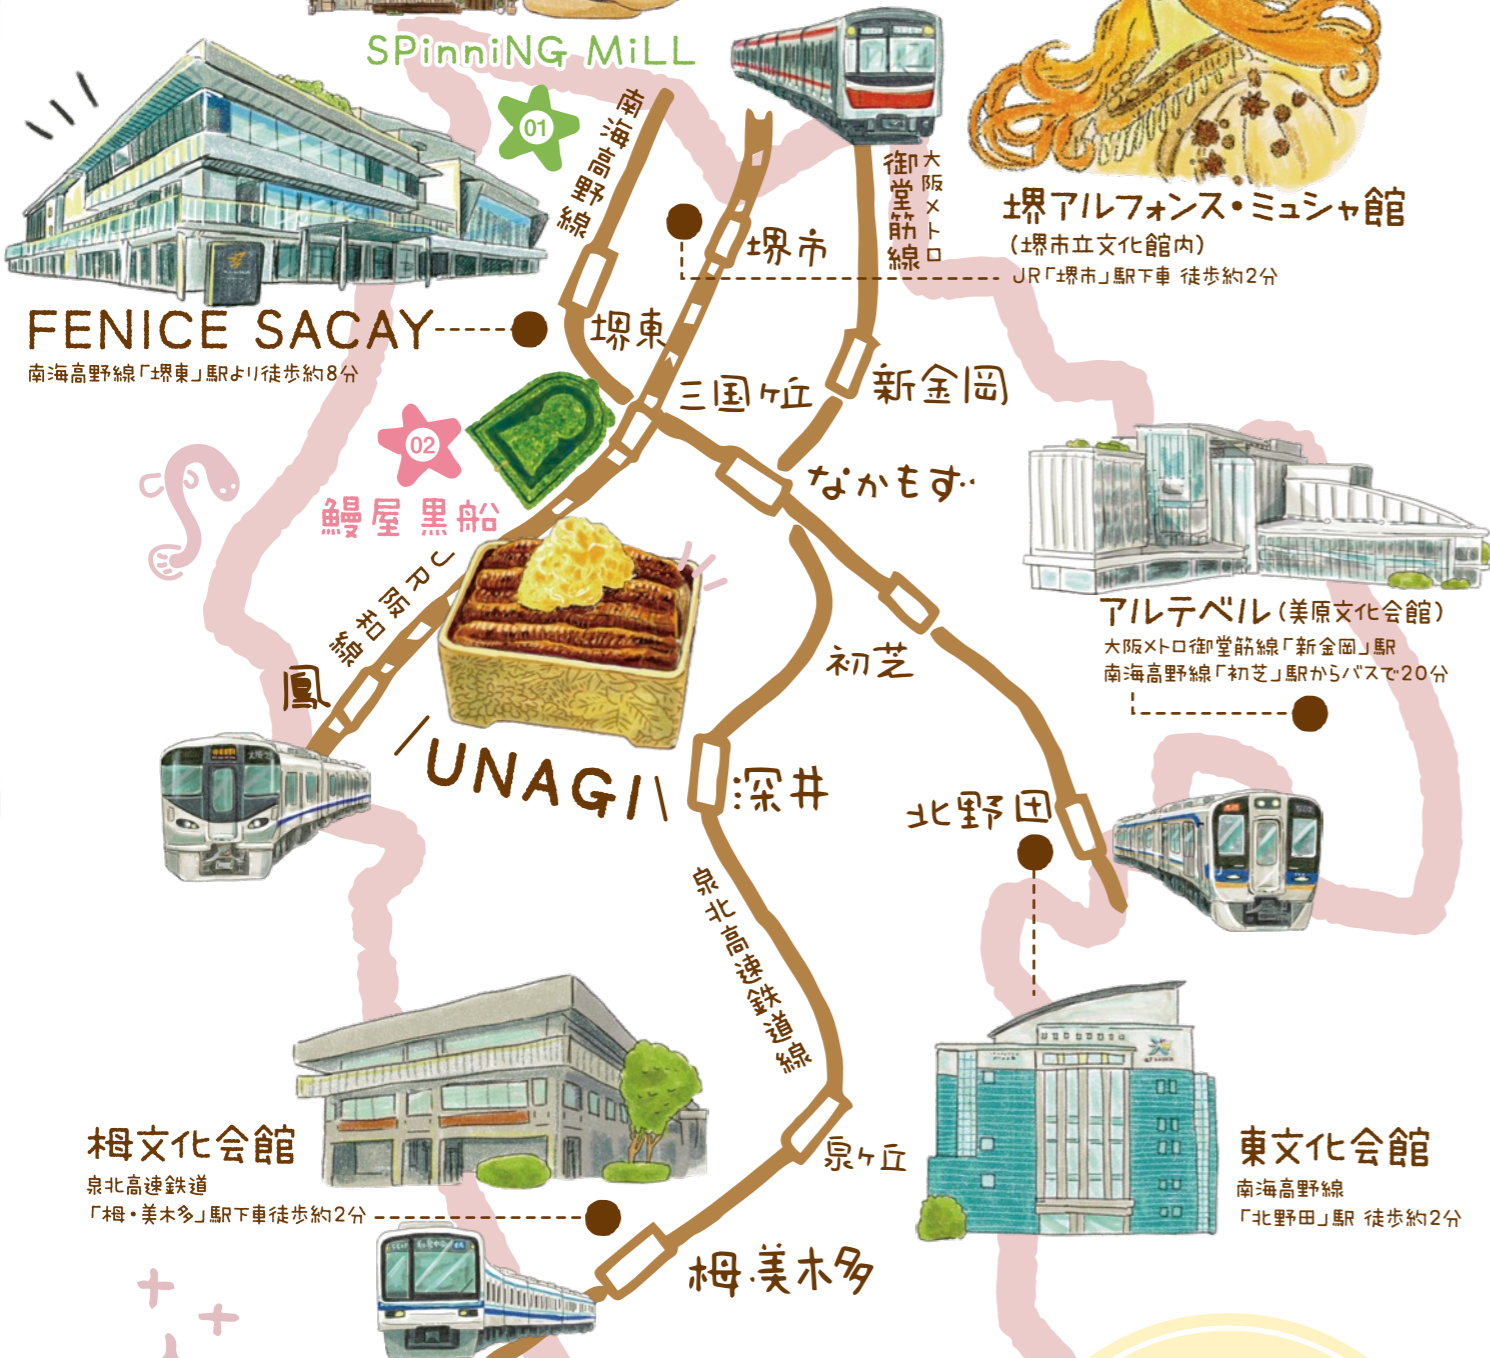 SPinniNG MiLL
01
南海高野線
大阪メトロ
御堂筋線
堺アルフォンス・ミュシャ館
（堺市立文化館内）
JR「堺市」駅下車 徒歩約2分
堺市
FENICE SACAY
南海高野線「堺東」駅より徒歩約8分
堺東
三国ヶ丘
新金岡
02
鰻屋 黒船
なかもず
JR阪和線
アルテベル（美原文化会館）
大阪メトロ御堂筋線「新金岡」駅
南海高野線「初芝」駅からバスで20分
初芝
鳳
UNAGI
深井
北野田
泉北高速鉄道線
栂文化会館
泉北高速鉄道
「栂・美木多」駅下車徒歩約2分
泉ヶ丘
東文化会館
南海高野線
「北野田」駅 徒歩約2分
栂・美木多